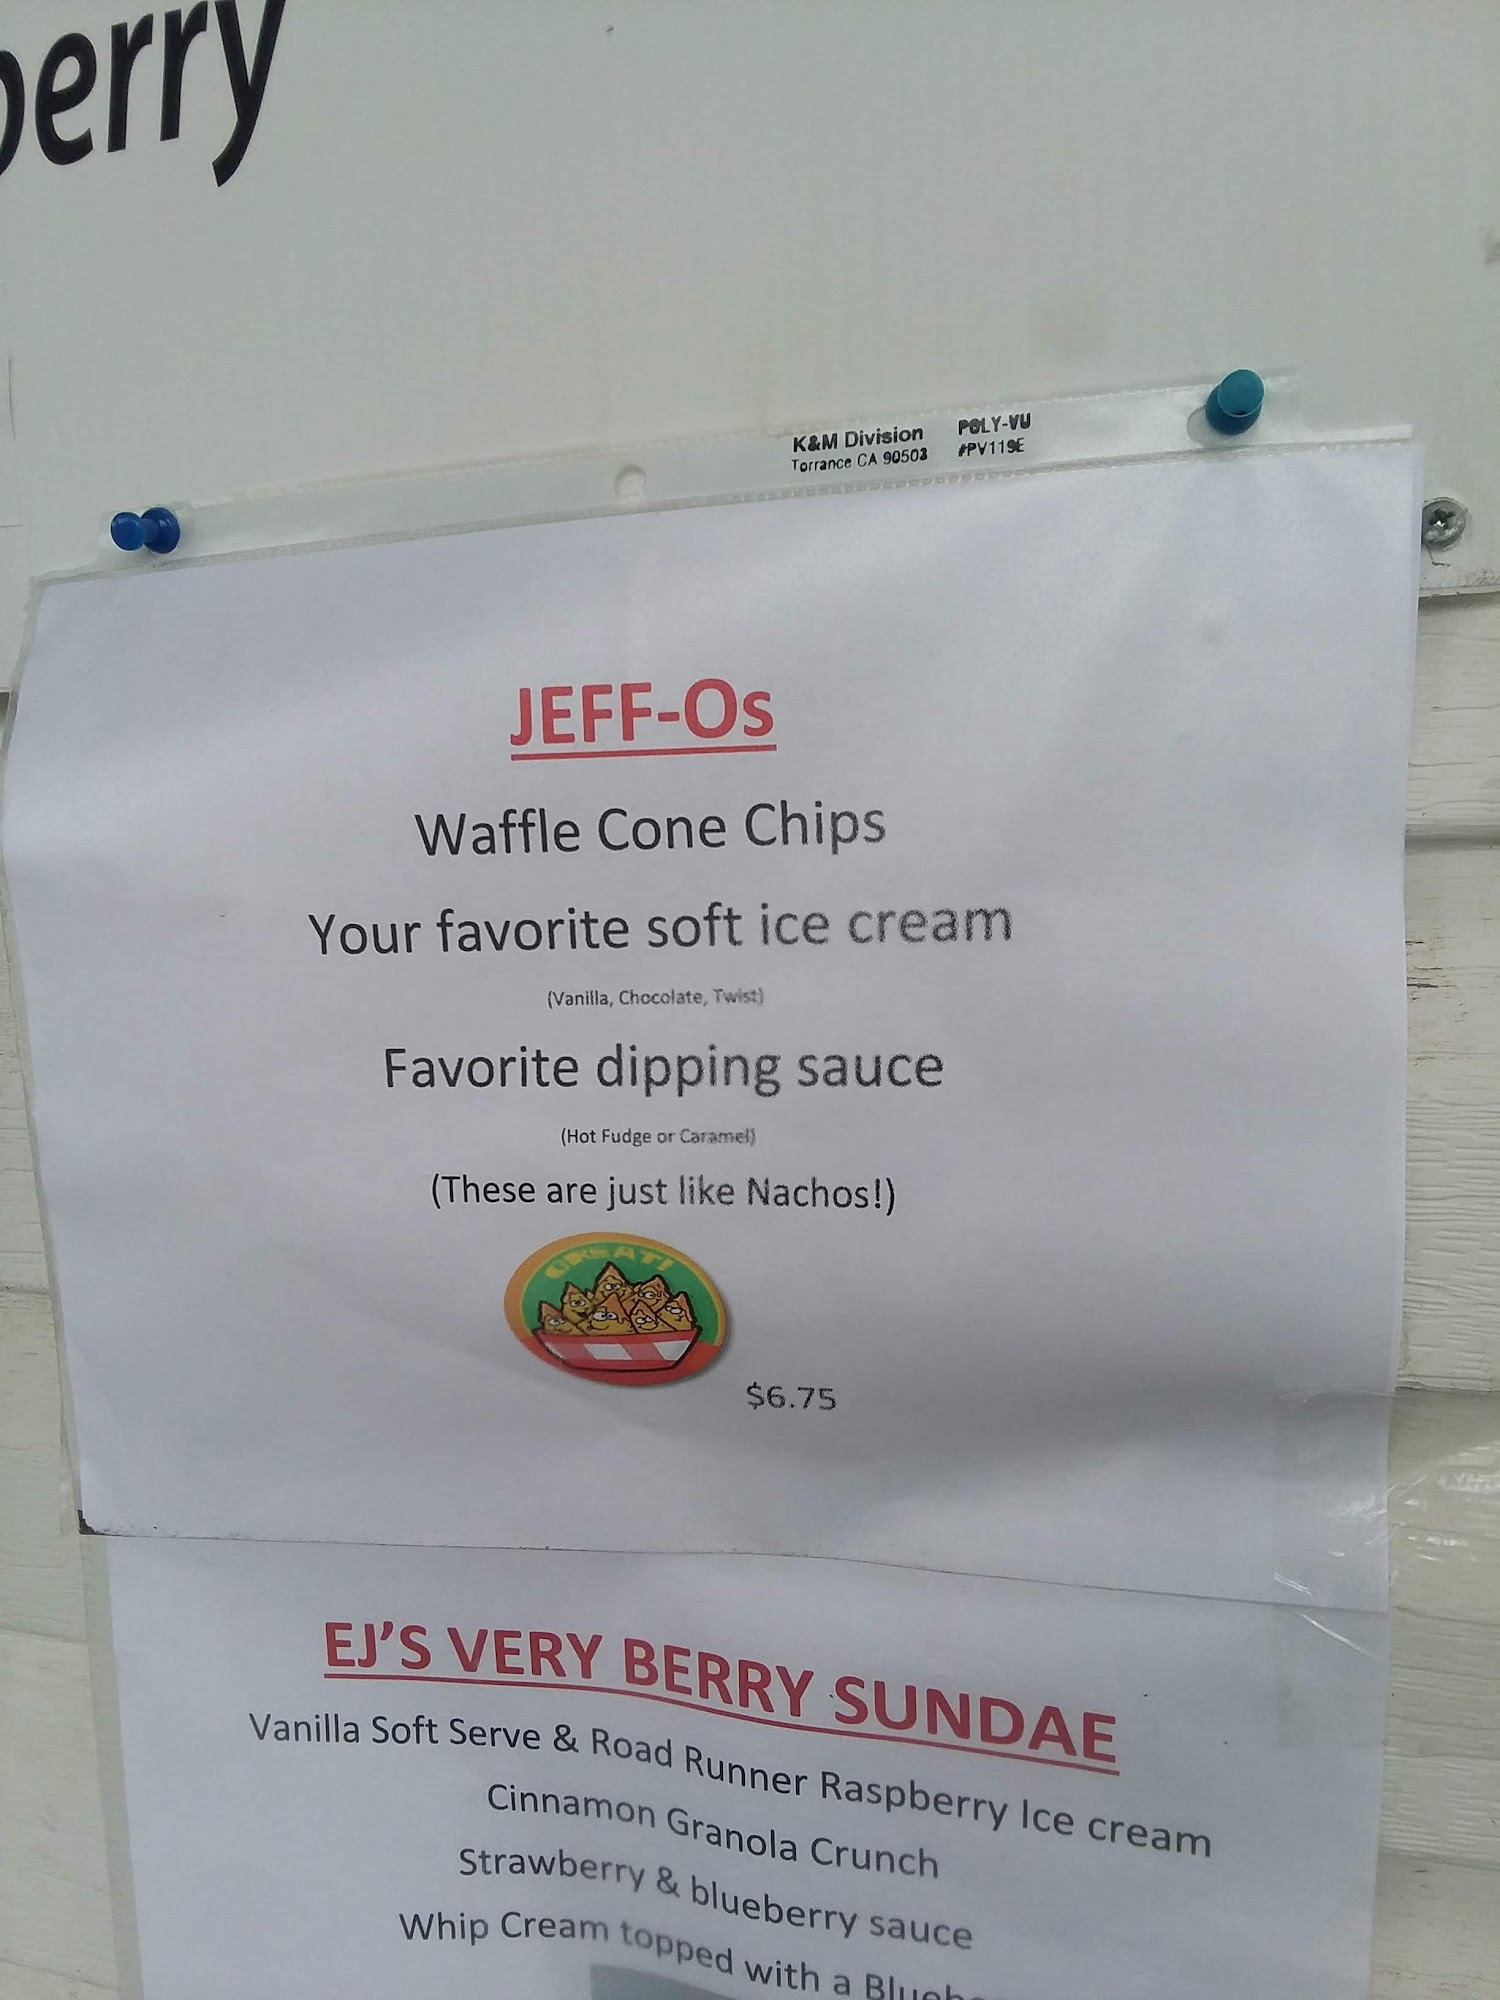 berry
K&M Division POLY-VU
Torrance CA 90503 #PV119E
JEFF-Os
Waffle Cone Chips
Your favorite soft ice cream
(Vanilla, Chocolate, Twist)
Favorite dipping sauce
(Hot Fudge or Caramel)
(These are just like Nachos!)
GREAT!
$6.75
EJ'S VERY BERRY SUNDAE
Vanilla Soft Serve & Road Runner Raspberry Ice cream
Cinnamon Granola Crunch
Strawberry & blueberry sauce
Whip Cream topped with a